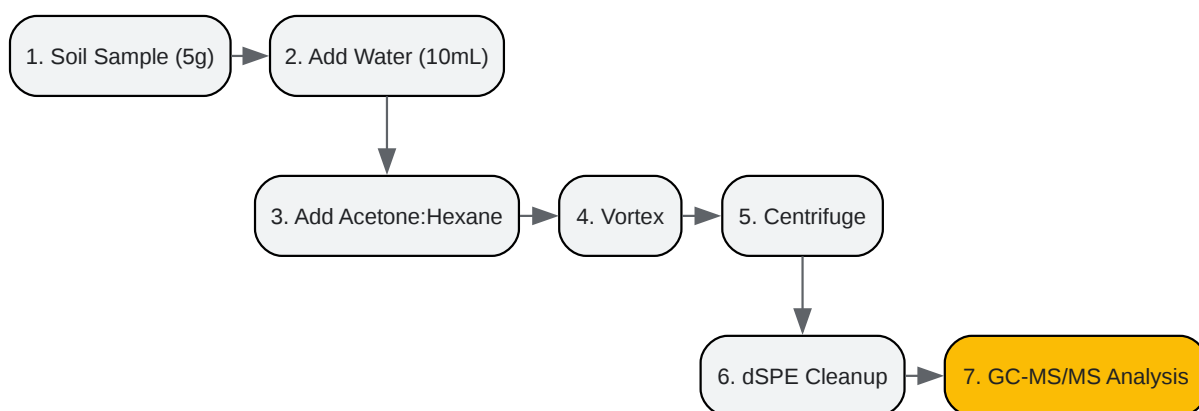 1. Soil Sample (5g)
2. Add Water (10mL)
3. Add Acetone:Hexane
4. Vortex
5. Centrifuge
6. dSPE Cleanup
7. GC-MS/MS Analysis